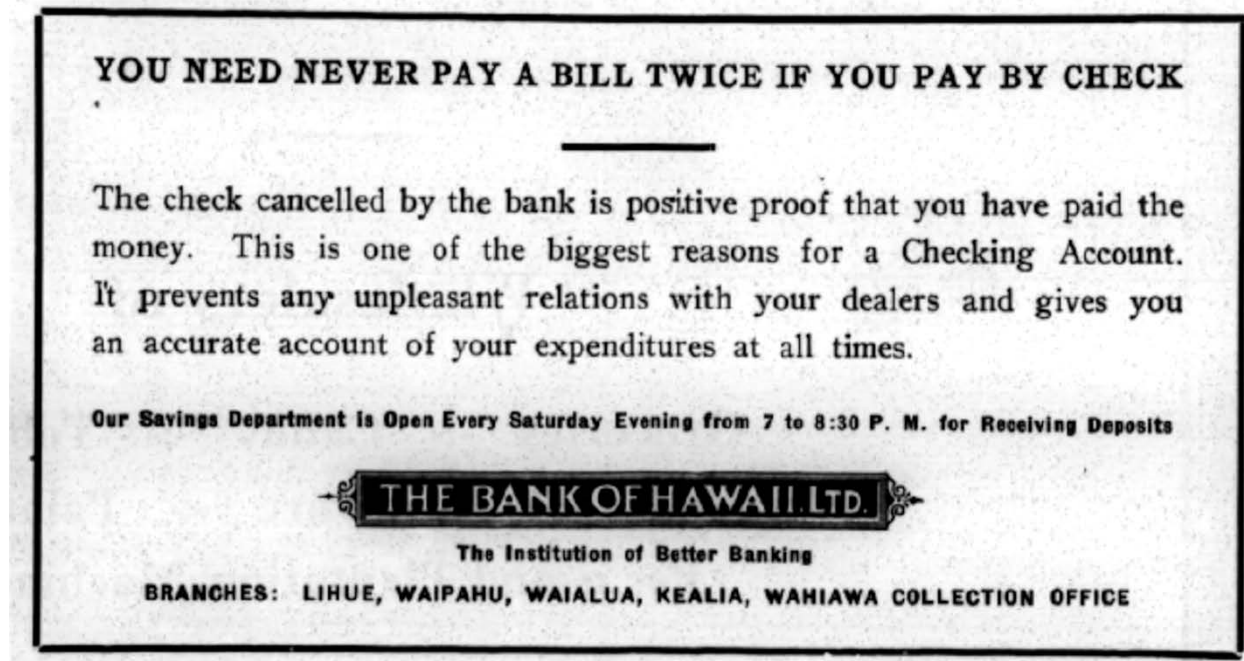 YOU NEED NEVER PAY A BILL TWICE IF YOU PAY BY CHECK
The check cancelled by the bank is positive proof that you have paid the
money. This is one of the biggest reasons for a Checking Account.
It prevents any unpleasant relations with your dealers and gives you
an accurate account of your expenditures at all times.
Our Savings Department is Open Every Saturday Evening from 7 to 8:30 P. M. for Receiving Deposits
THE BANK OF HAWAII, LTD.
The Institution of Better Banking
BRANCHES: LIHUE, WAIPAHU, WAIALUA, KEALIA, WAHIAWA COLLECTION OFFICE